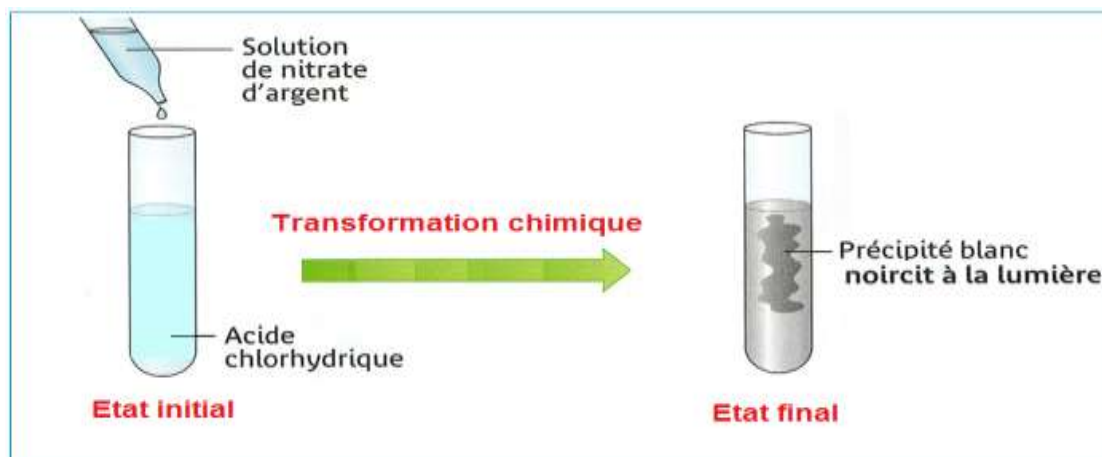 Solution
de nitrate
d'argent
Transformation chimique
Précipité blanc
noircit à la lumière
Acide
chlorhydrique
Etat initial
Etat final